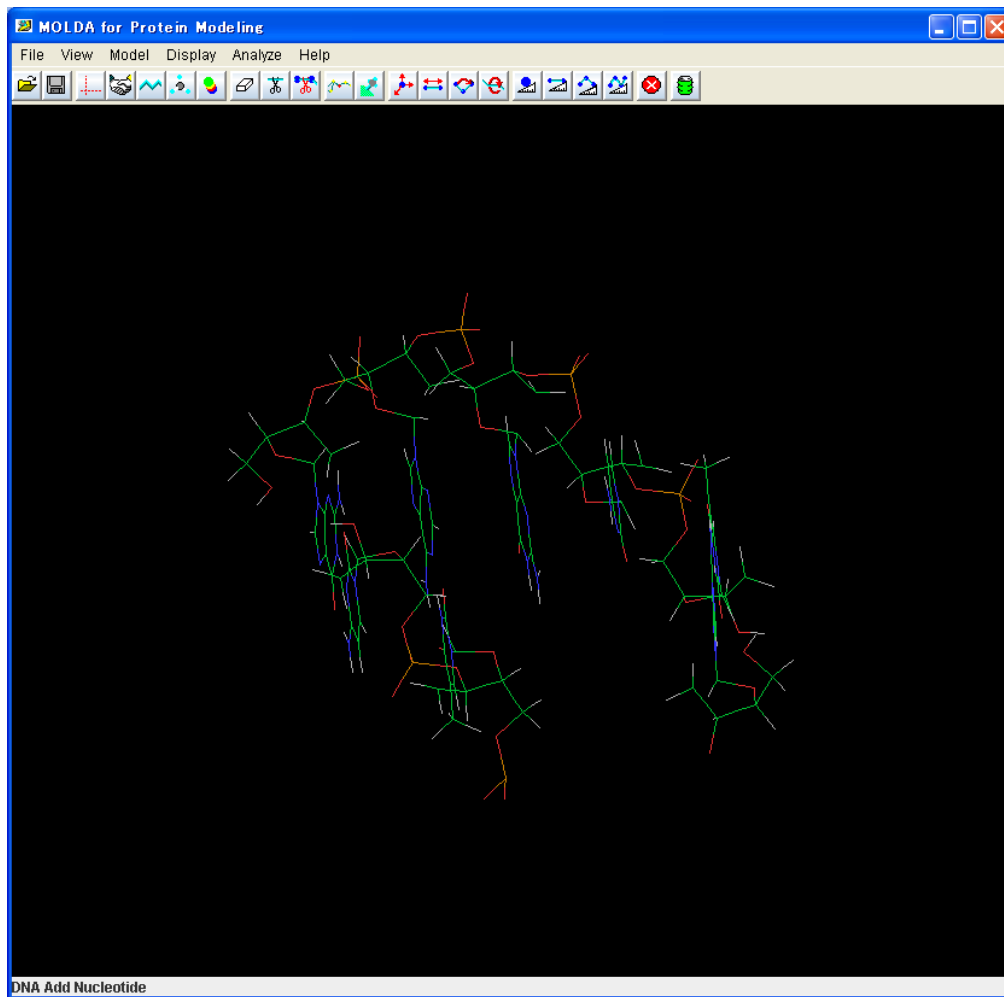 MOLDA for Protein Modeling
File View Model Display Analyze Help
DNA Add Nucleotide